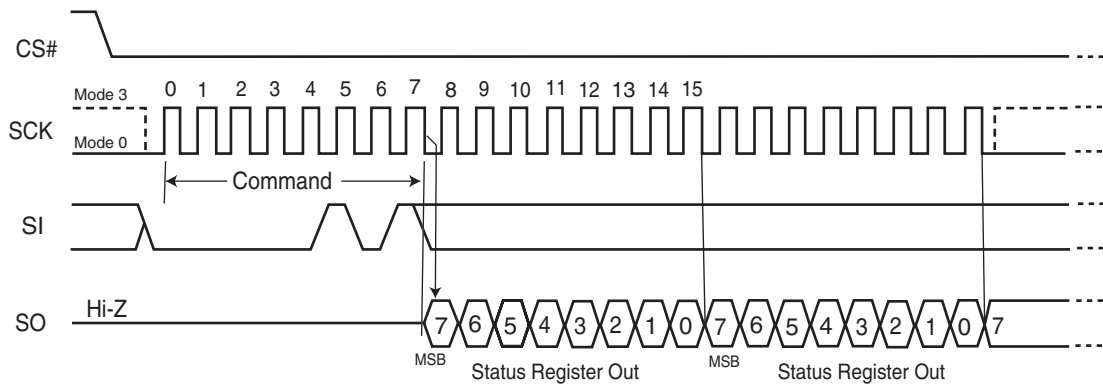 CS#
Mode 3
0 1 2 3 4 5 6 7 8 9 10 11 12 13 14 15
SCK
Mode 0
Command
SI
Hi-Z
SO
7 6 5 4 3 2 1 0 7 6 5 4 3 2 1 0 7
MSB Status Register Out MSB Status Register Out